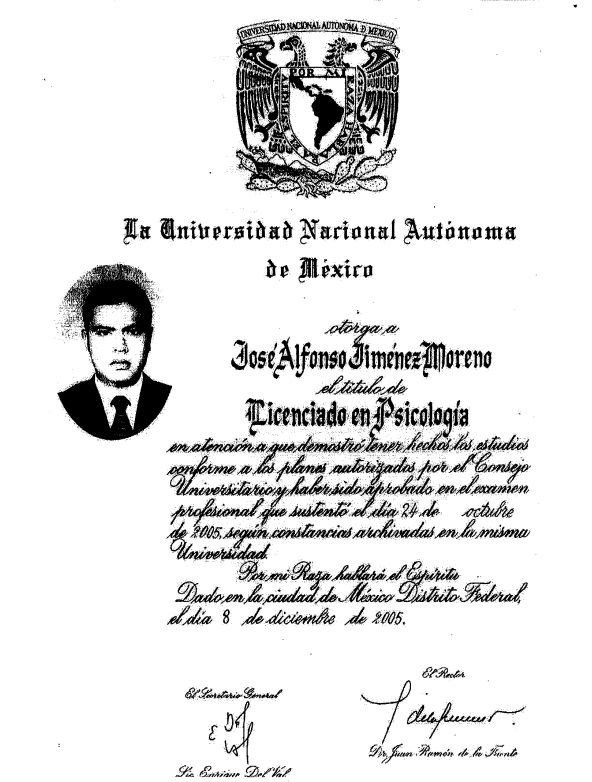 UNIVERSIDAD NACIONAL AUTONOMA D MEXICO
POR MI RAZA HABLARA EL ESPIRITU
La Universidad Nacional Autónoma
de México
otorga a
José Alfonso Jiménez Moreno
el título de
Licenciado en Psicología
en atención a que demostró tener hechos los estudios
conforme a los planes autorizados por el Consejo
Universitario y haber sido aprobado en el examen
profesional que sustentó el día 24 de octubre
de 2005, según constancias archivadas en la misma
Universidad.
Por mi Raza hablará el Espíritu
Dado en la ciudad de México Distrito Federal,
el día 8 de diciembre de 2005.
El Secretario General
Lic. Enrique Del Val
El Rector
Dr. Juan Ramón de la Fuente